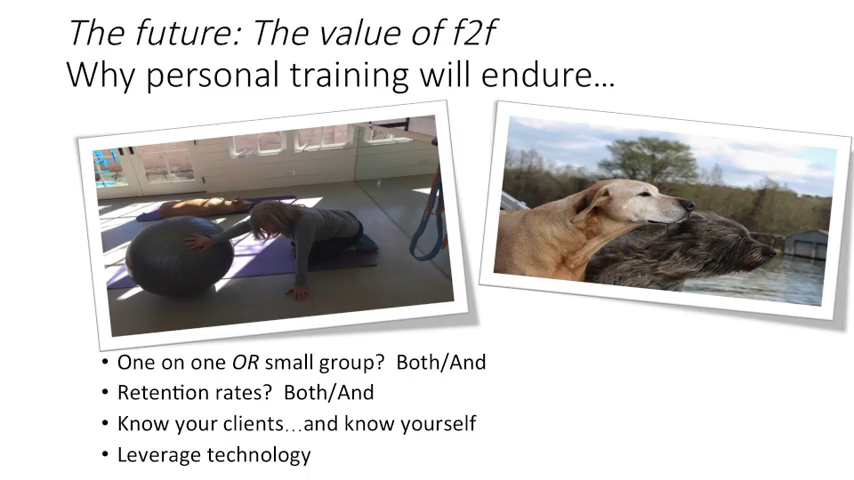 The future: The value of f2f
Why personal training will endure…
• One on one OR small group?  Both/And
• Retention rates?  Both/And
• Know your clients…and know yourself
• Leverage technology